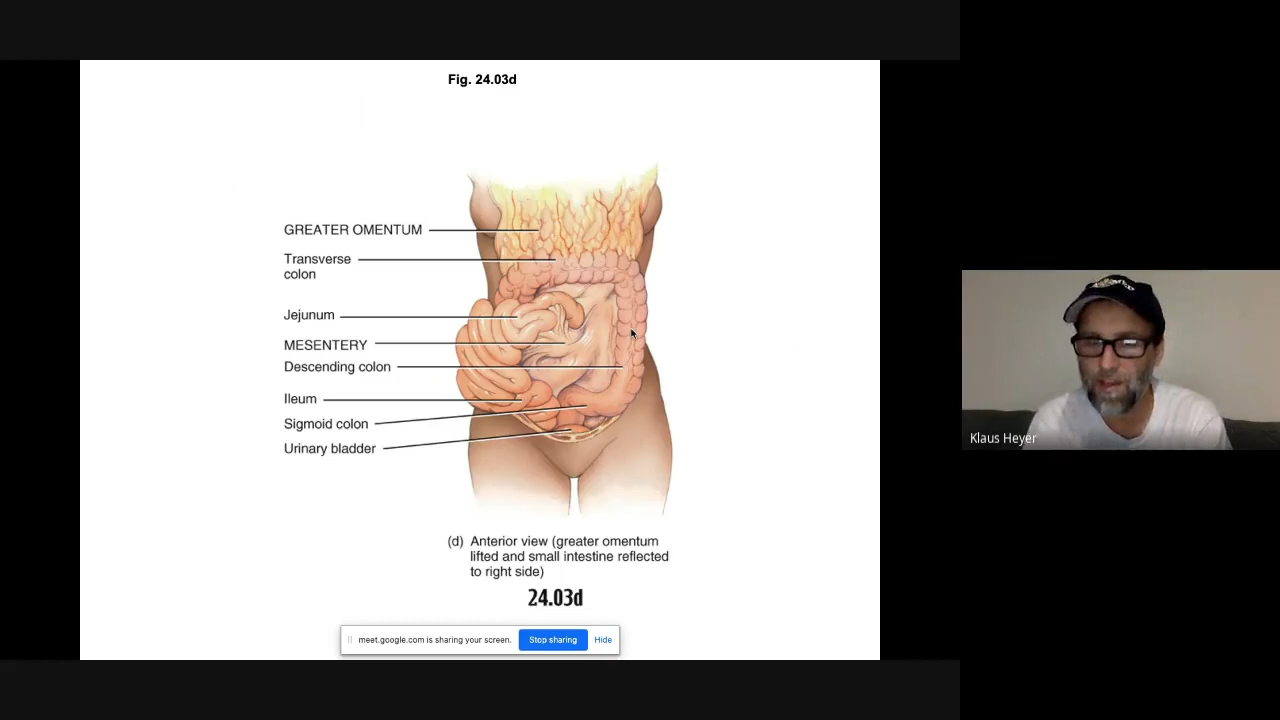 Fig. 24.03d
GREATER OMENTUM
Transverse
colon
Jejunum
MESENTERY
Descending colon
Ileum
Sigmoid colon
Urinary bladder
(d) Anterior view (greater omentum
lifted and small intestine reflected
to right side)
24.03d
meet.google.com is sharing your screen.
Stop sharing
Hide
Klaus Heyer